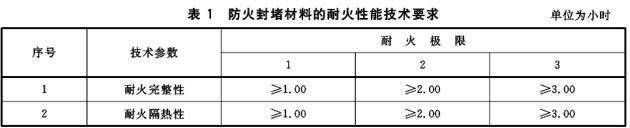 表 1 防火封堵材料的耐火性能技术要求 单位为小时
序号 技术参数 耐火极限
1 2 3
1 耐火完整性 ≥1.00 ≥2.00 ≥3.00
2 耐火隔热性 ≥1.00 ≥2.00 ≥3.00